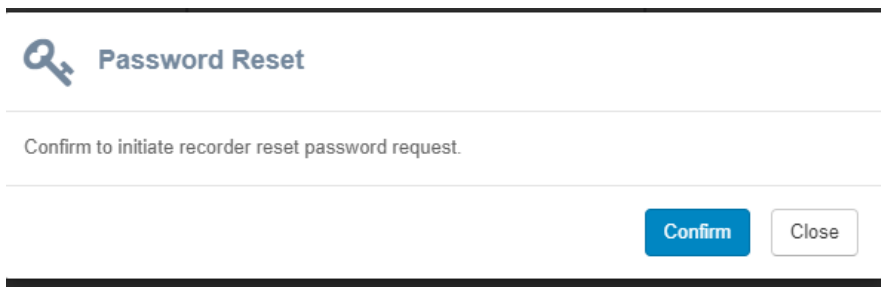 Password Reset
Confirm to initiate recorder reset password request.
Confirm Close